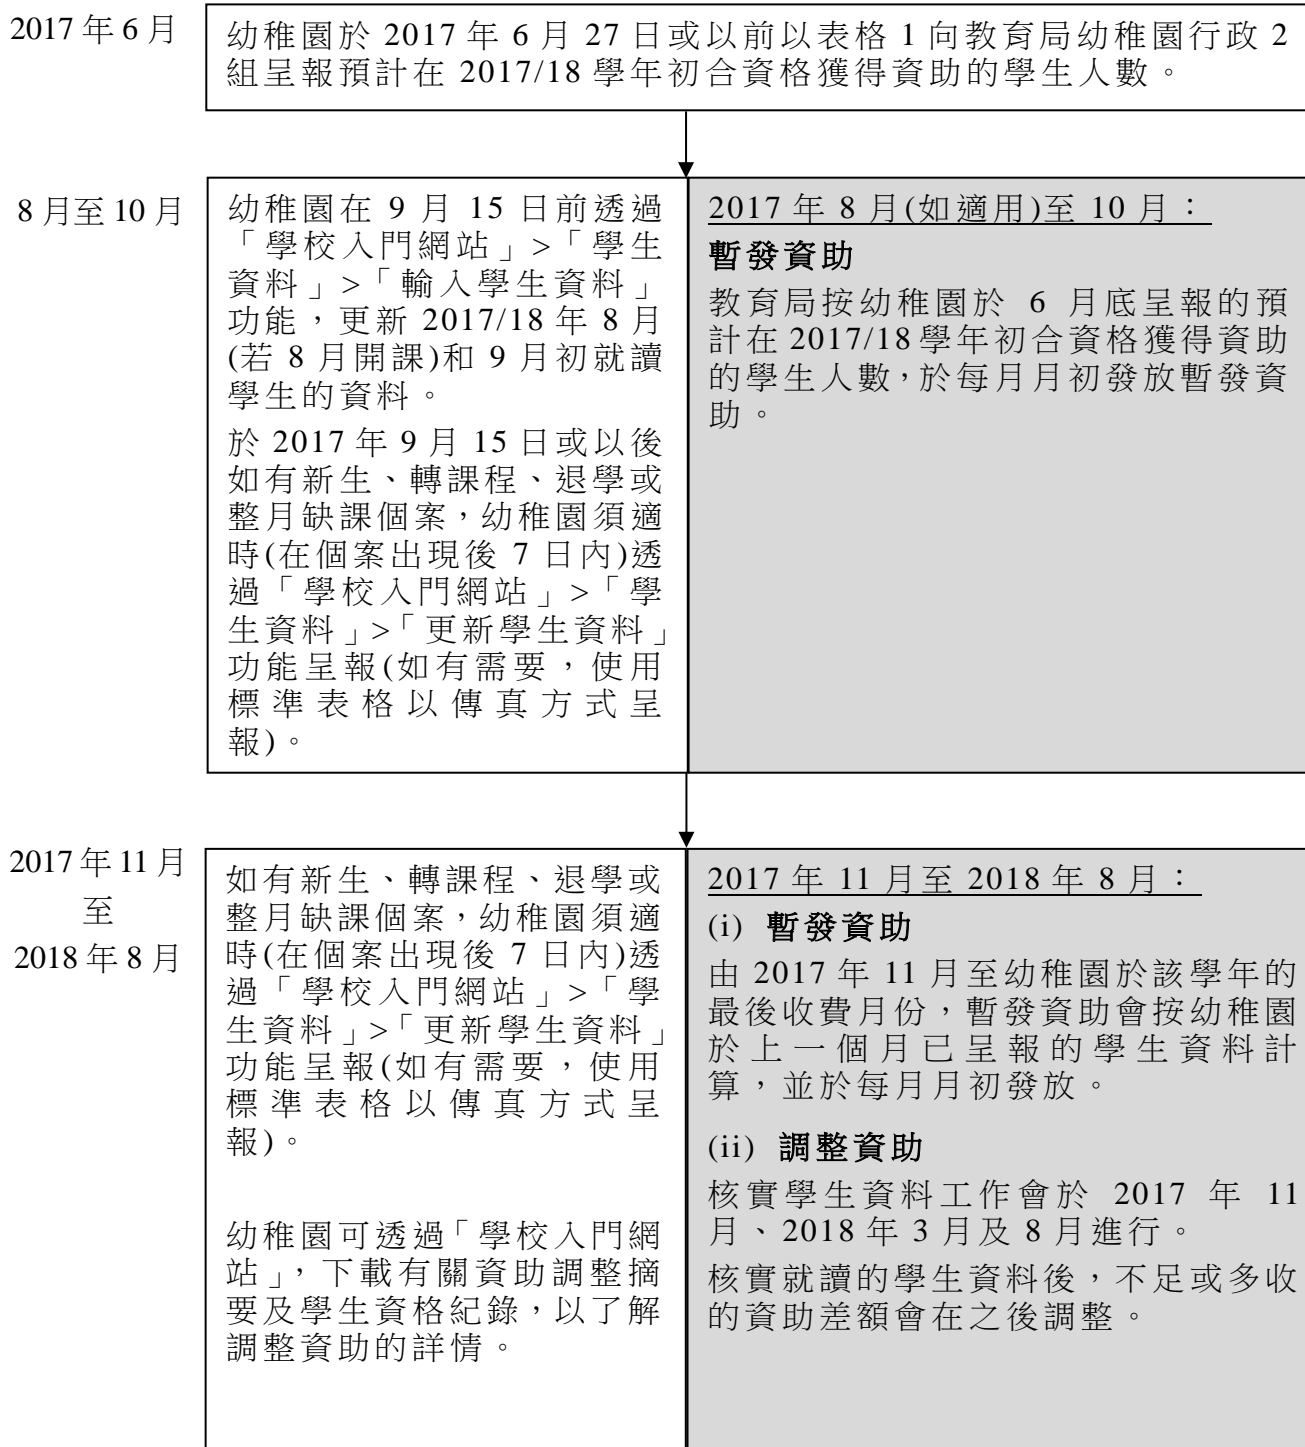 2017 年 6 月
幼稚園於 2017 年 6 月 27 日或以前以表格 1 向教育局幼稚園行政 2
組呈報預計在 2017/18 學年初合資格獲得資助的學生人數。
8 月至 10 月
幼稚園在 9 月 15 日前透過
「學校入門網站」>「學生
資料」>「輸入學生資料」
功能，更新 2017/18 年 8 月
(若 8 月開課)和 9 月初就讀
學生的資料。
於 2017 年 9 月 15 日或以後
如有新生、轉課程、退學或
整月缺課個案，幼稚園須適
時(在個案出現後 7 日內)透
過「學校入門網站」>「學
生資料」>「更新學生資料」
功能呈報(如有需要，使用
標準表格以傳真方式呈
報)。
2017 年 8 月(如適用)至 10 月：
暫發資助
教育局按幼稚園於 6 月底呈報的預
計在 2017/18 學年初合資格獲得資助
的學生人數，於每月月初發放暫發資
助。
2017 年 11 月
至
2018 年 8 月
如有新生、轉課程、退學或
整月缺課個案，幼稚園須適
時(在個案出現後 7 日內)透
過「學校入門網站」>「學
生資料」>「更新學生資料」
功能呈報(如有需要，使用
標準表格以傳真方式呈
報)。
幼稚園可透過「學校入門網
站」，下載有關資助調整摘
要及學生資格紀錄，以了解
調整資助的詳情。
2017 年 11 月至 2018 年 8 月：
(i) 暫發資助
由 2017 年 11 月至幼稚園於該學年的
最後收費月份，暫發資助會按幼稚園
於上一個月已呈報的學生資料計
算，並於每月月初發放。
(ii) 調整資助
核實學生資料工作會於 2017 年 11
月、2018 年 3 月及 8 月進行。
核實就讀的學生資料後，不足或多收
的資助差額會在之後調整。